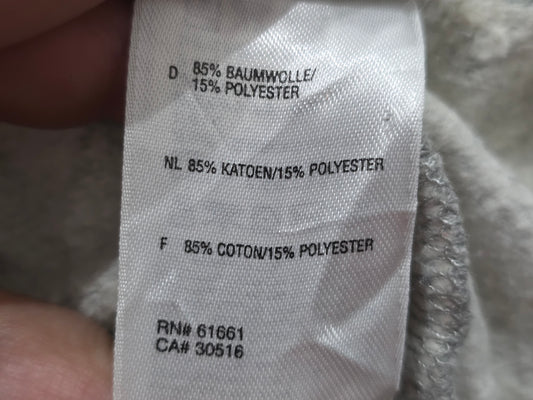 D 85% BAUMWOLLE/
15% POLYESTER
NL 85% KATOEN/15% POLYESTER
F 85% COTON/15% POLYESTER
RN# 61661
CA# 30516